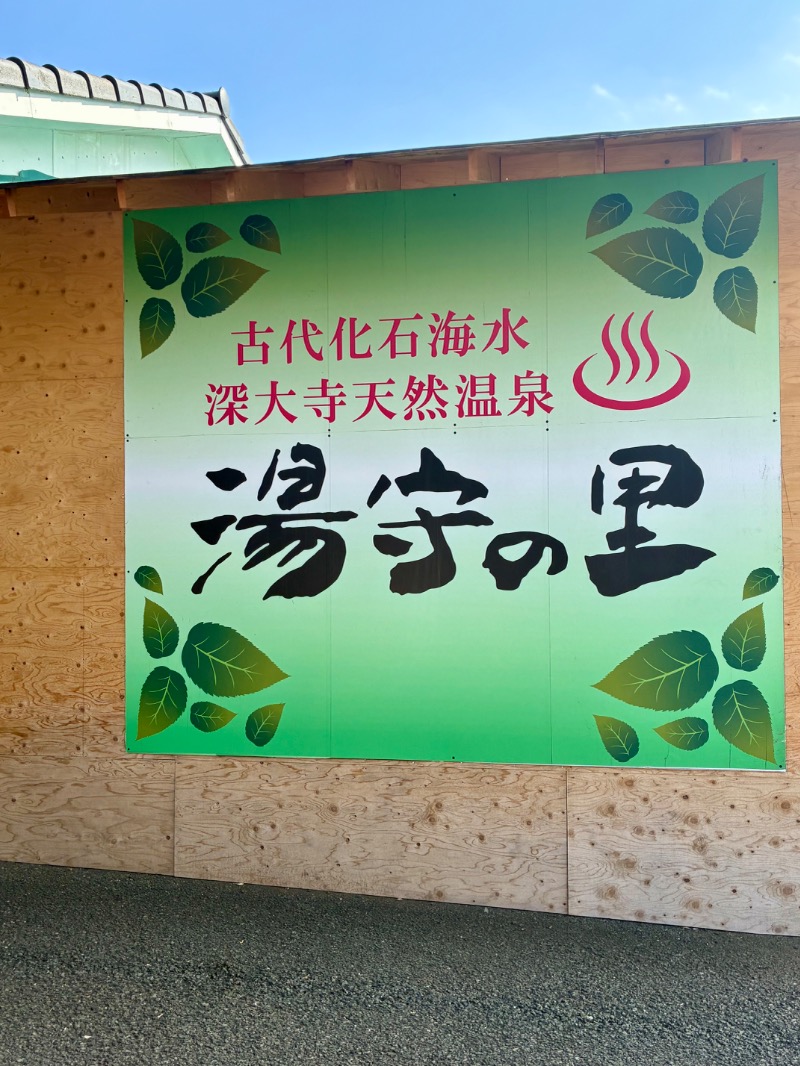 古代化石海水
深大寺天然温泉
湯守の里